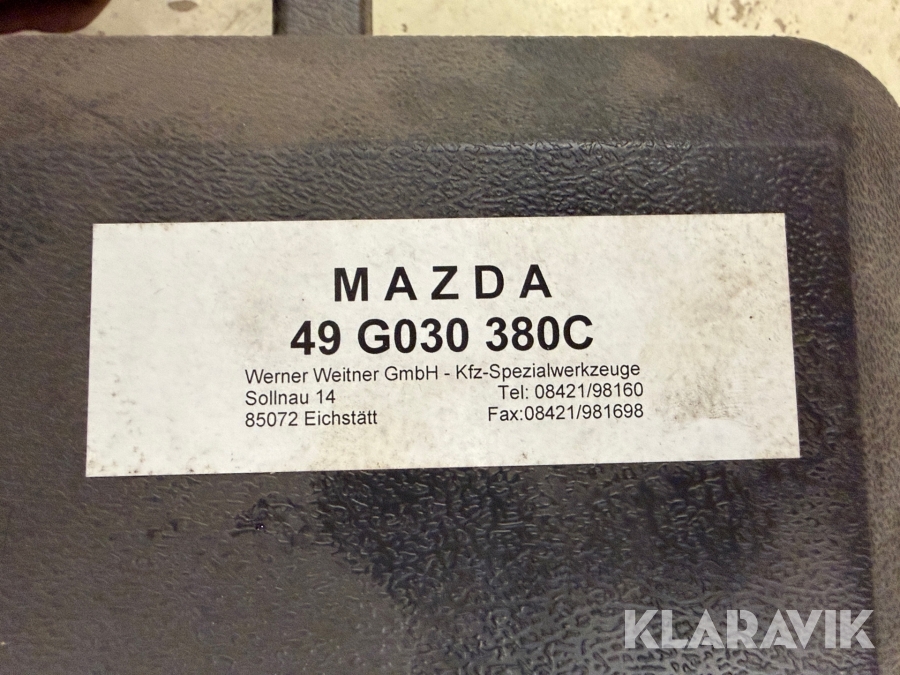 MAZDA
49 G030 380C
Werner Weitner GmbH - Kfz-Spezialwerkzeuge
Sollnau 14 Tel: 08421/98160
85072 Eichstätt Fax:08421/981698
KLARAVIK